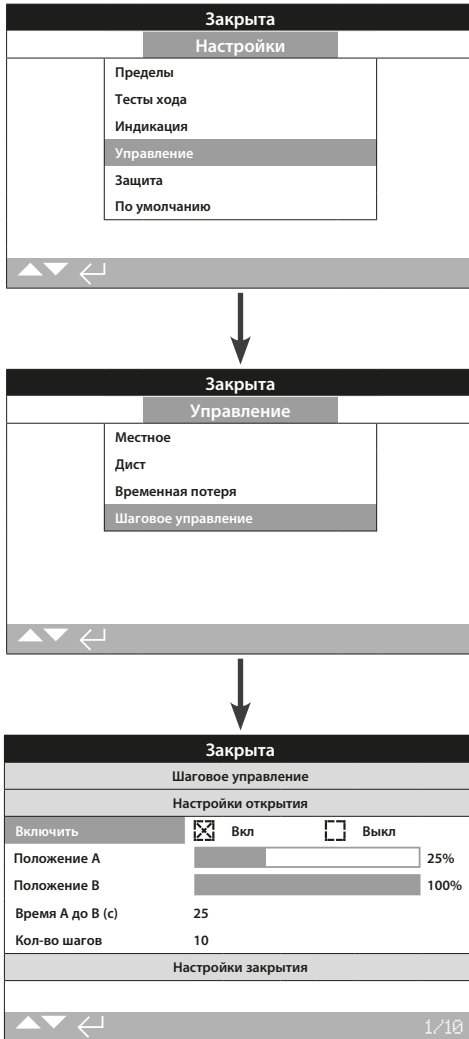 Закрыта
Настройки
Пределы
Тесты хода
Индикация
Управление
Защита
По умолчанию
Закрыта
Управление
Местное
Дист
Временная потеря
Шаговое управление
Закрыта
Шаговое управление
Настройки открытия
Включить Вкл Выкл
Положение А 25%
Положение В 100%
Время А до В (с) 25
Кол-во шагов 10
Настройки закрытия
1/10